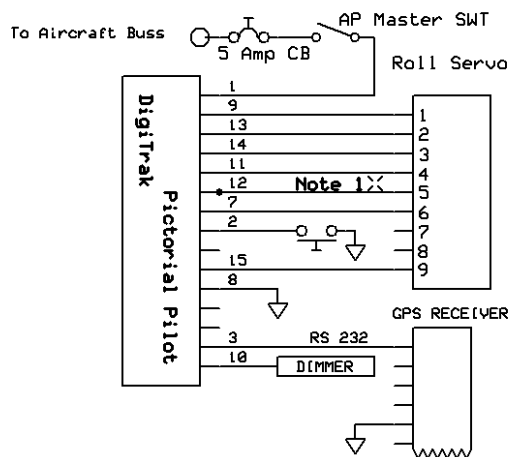 AP Master SWT
To Aircraft Buss
5 Amp CB
Roll Servo
DigiTrak
Pictorial Pilot
1
9
13
14
11
12
7
2
15
8
3
10
Note 1
1
2
3
4
5
6
7
8
9
GPS RECEIVER
RS 232
DIMMER